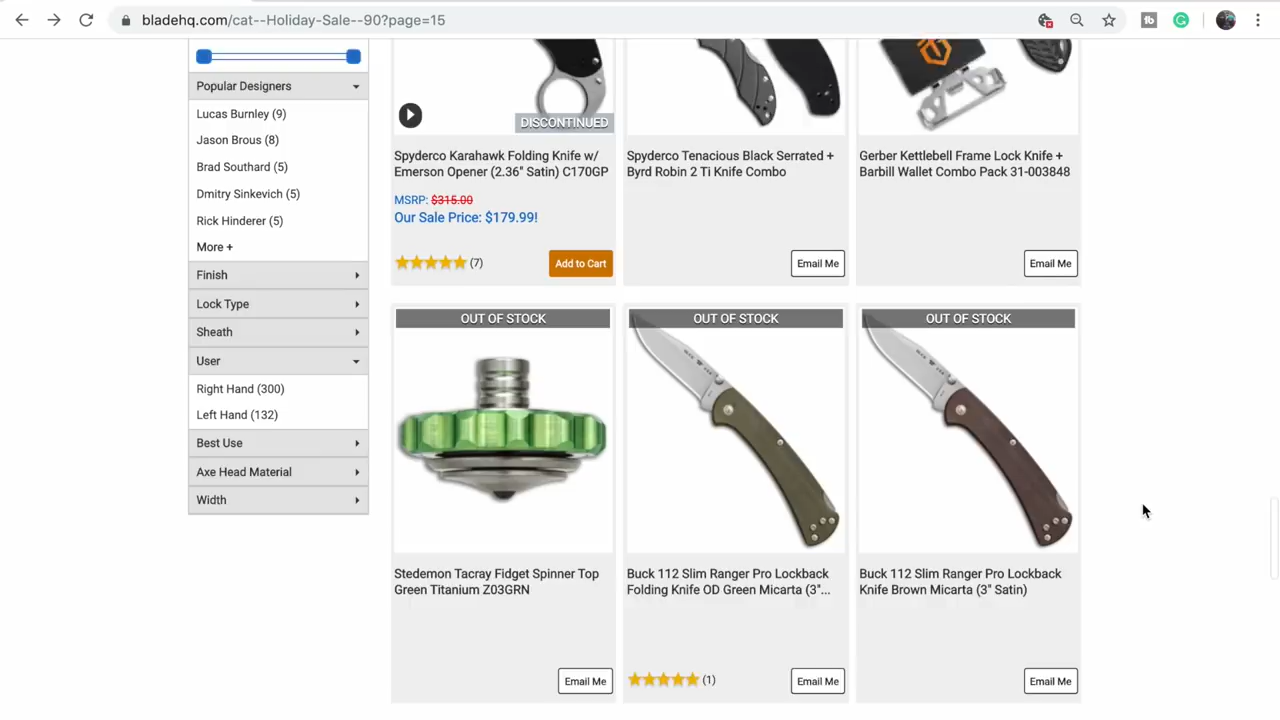 bladehq.com/cat--Holiday-Sale--90?page=15
Popular Designers
Lucas Burnley (9)
Jason Brous (8)
Brad Southard (5)
Dmitry Sinkevich (5)
Rick Hinderer (5)
More +
Finish
Lock Type
Sheath
User
Right Hand (300)
Left Hand (132)
Best Use
Axe Head Material
Width
DISCONTINUED
Spyderco Karahawk Folding Knife w/
Emerson Opener (2.36" Satin) C170GP
MSRP: $315.00
Our Sale Price: $179.99!
(7)
Add to Cart
Spyderco Tenacious Black Serrated +
Byrd Robin 2 Ti Knife Combo
Email Me
Gerber Kettlebell Frame Lock Knife +
Barbill Wallet Combo Pack 31-003848
Email Me
OUT OF STOCK
Stedemon Tacray Fidget Spinner Top
Green Titanium Z03GRN
Email Me
OUT OF STOCK
Buck 112 Slim Ranger Pro Lockback
Folding Knife OD Green Micarta (3"...
(1)
Email Me
OUT OF STOCK
Buck 112 Slim Ranger Pro Lockback
Knife Brown Micarta (3" Satin)
Email Me